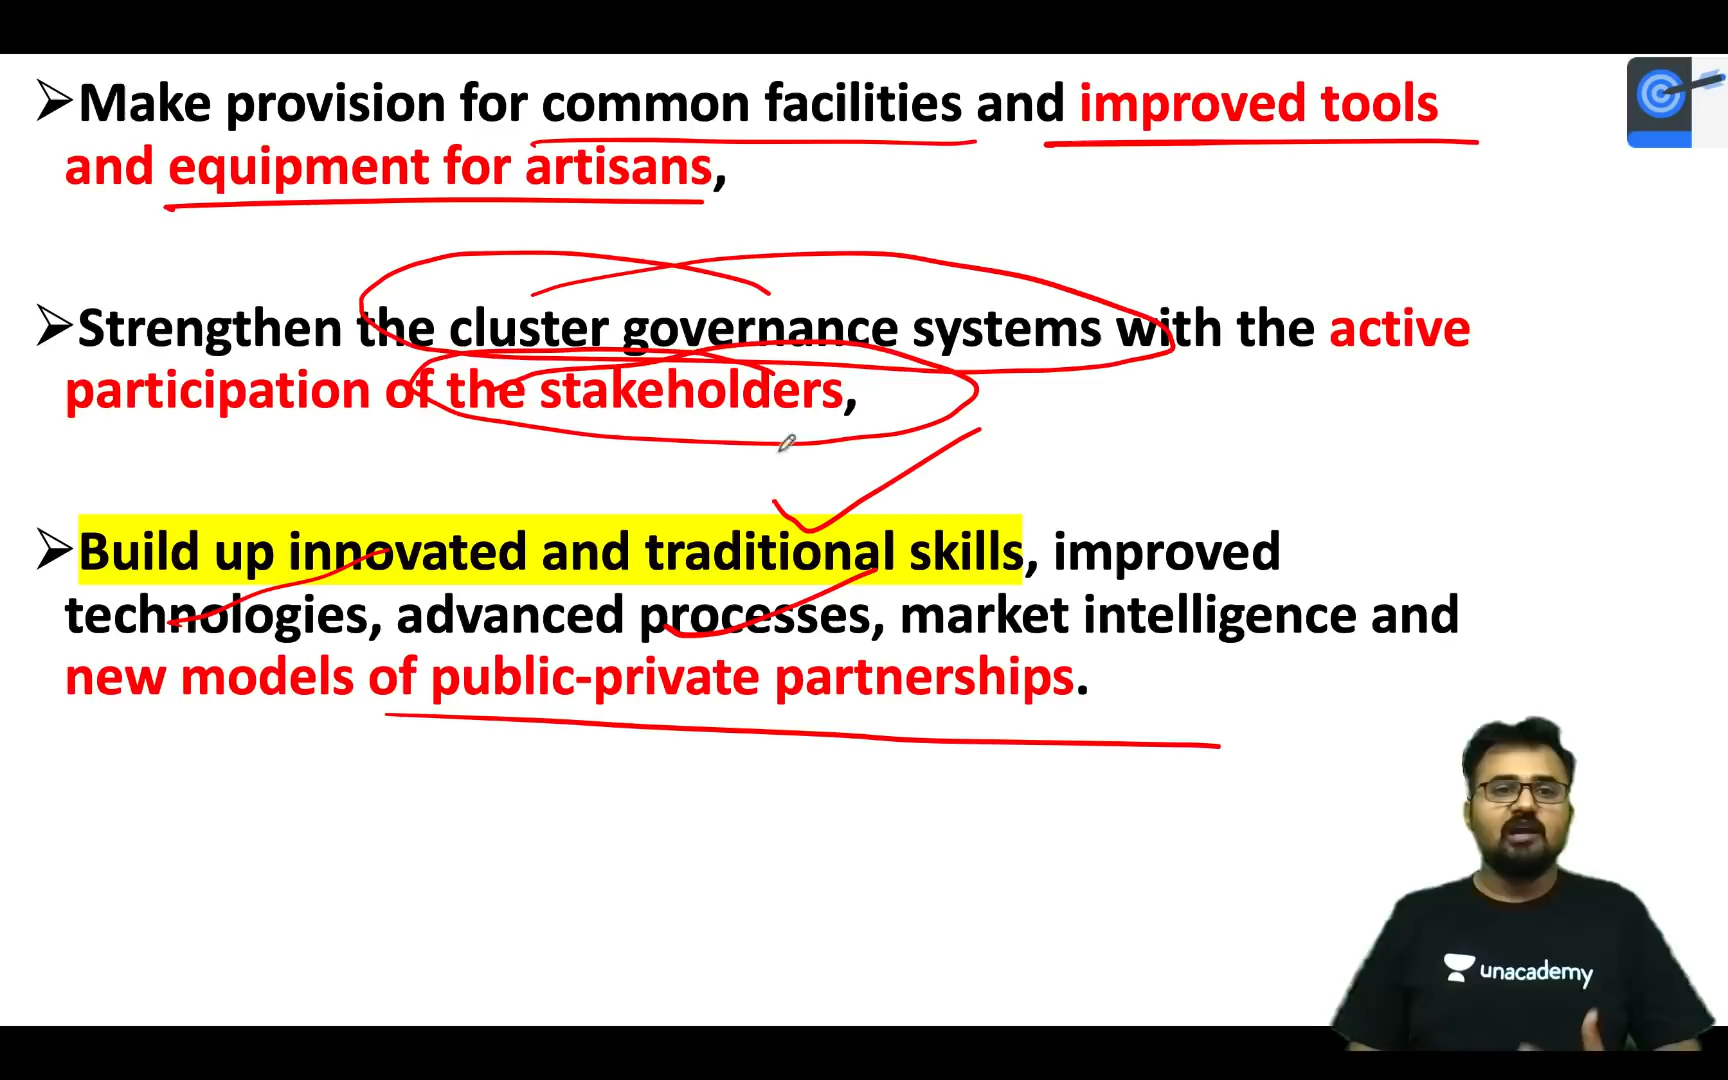 ➢Make provision for common facilities and improved tools
and equipment for artisans,
➢Strengthen the cluster governance systems with the active
participation of the stakeholders,
➢Build up innovated and traditional skills, improved
technologies, advanced processes, market intelligence and
new models of public-private partnerships.
unacademy